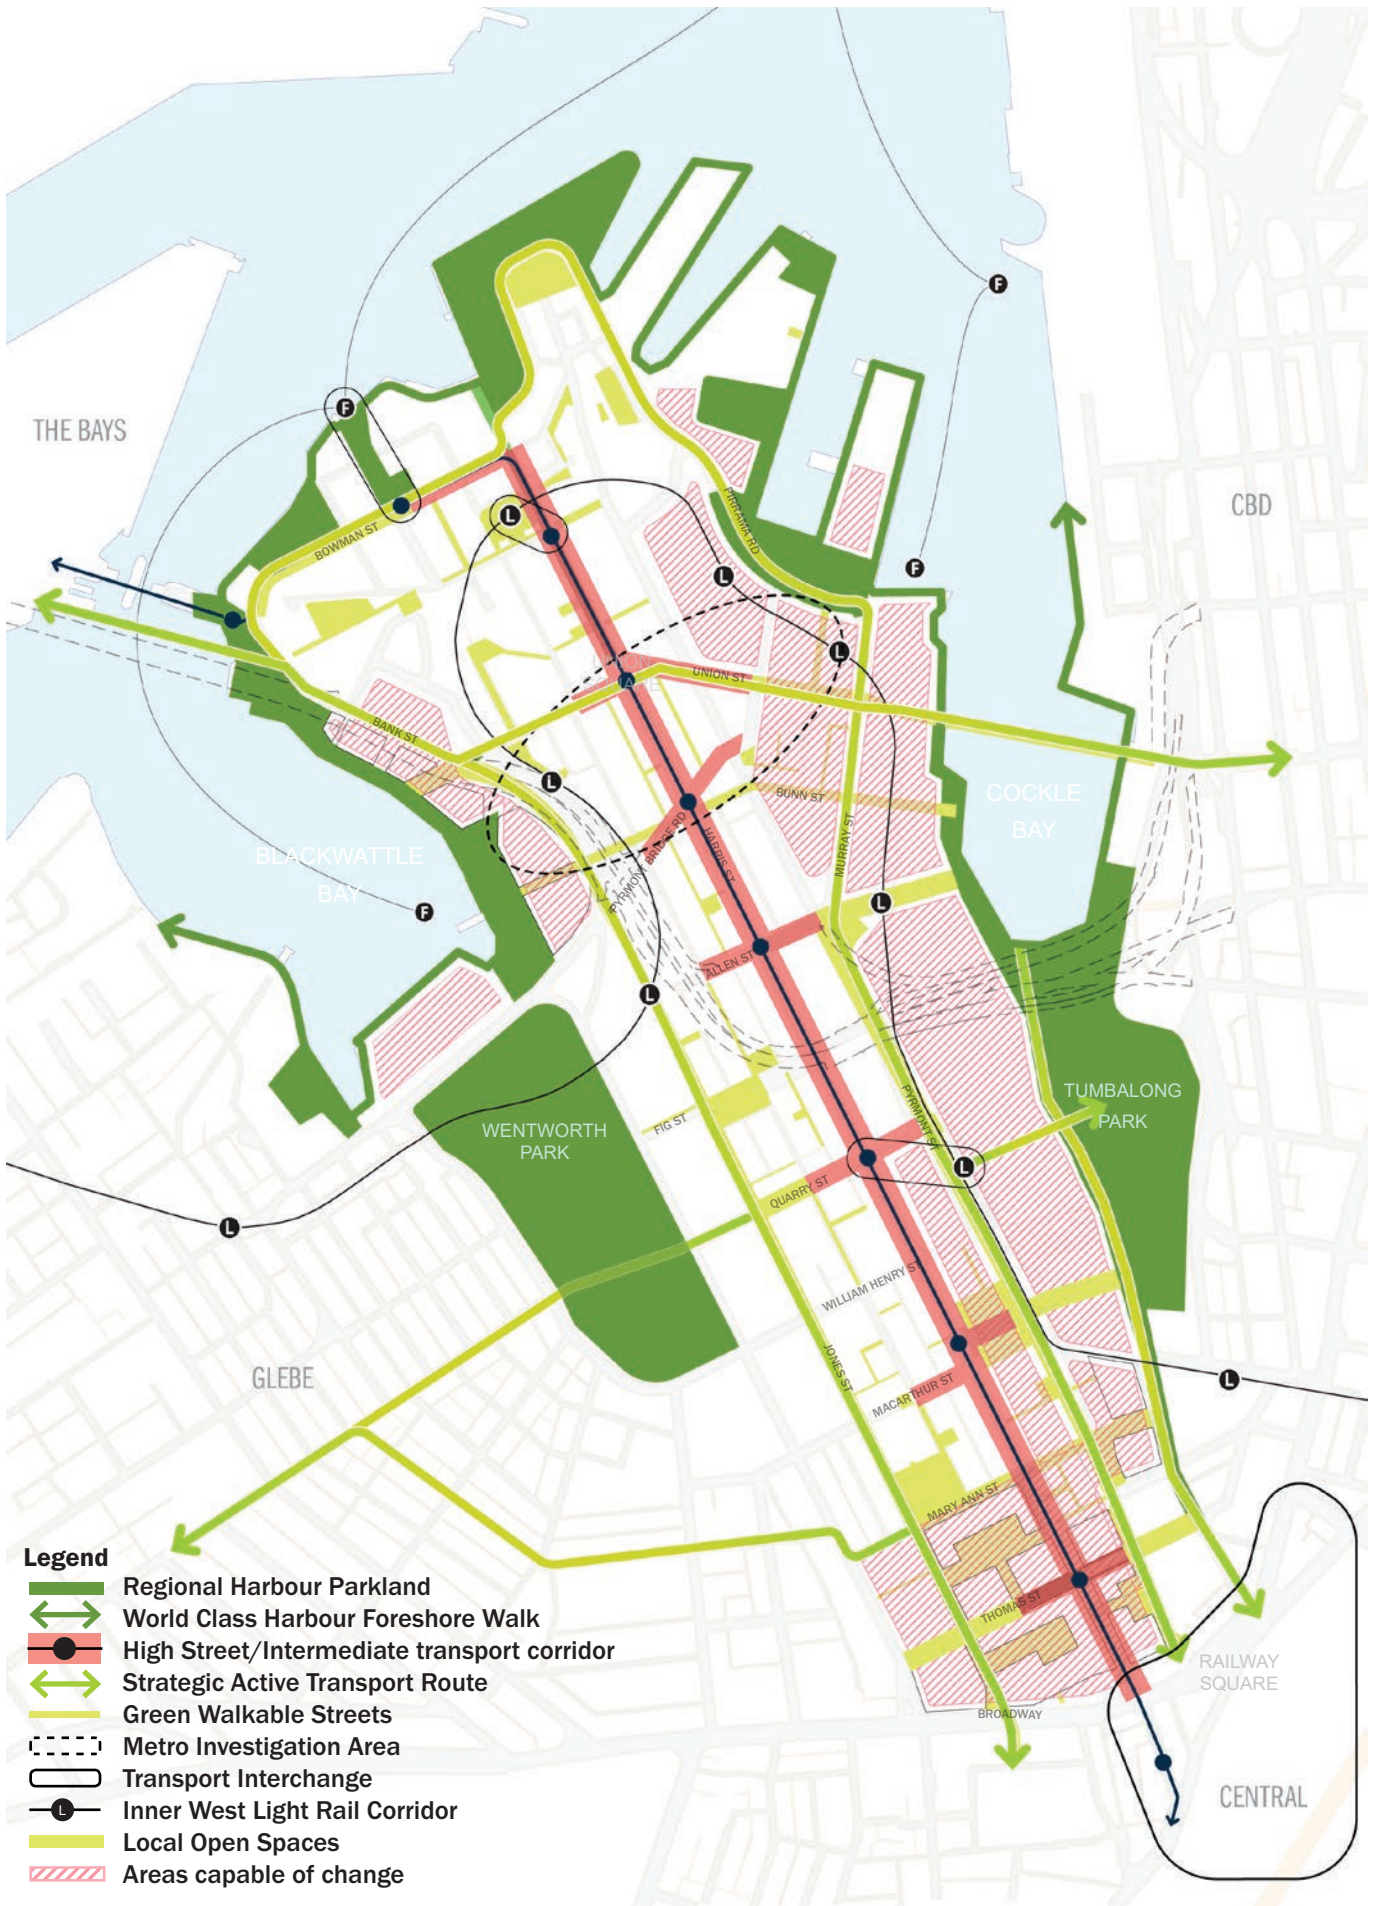 F
F
THE BAYS
CBD
L
PIRRAMA RD
BOWMAN ST
F
L
L
UNION
SQUARE
UNION ST
BANK ST
L
BUNN ST
COCKLE
BAY
MURRAY ST
HARRIS ST
PYRMONT BRIDGE RD
BLACKWATTLE
BAY
F
L
ALLEN ST
L
PYRMONT ST
TUMBALONG
PARK
FIG ST
WENTWORTH
PARK
L
QUARRY ST
L
WILLIAM HENRY ST
JONES ST
GLEBE
MACARTHUR ST
L
MARY ANN ST
THOMAS ST
RAILWAY
SQUARE
BROADWAY
CENTRAL
Legend
Regional Harbour Parkland
World Class Harbour Foreshore Walk
High Street/Intermediate transport corridor
Strategic Active Transport Route
Green Walkable Streets
Metro Investigation Area
Transport Interchange
L
Inner West Light Rail Corridor
Local Open Spaces
Areas capable of change